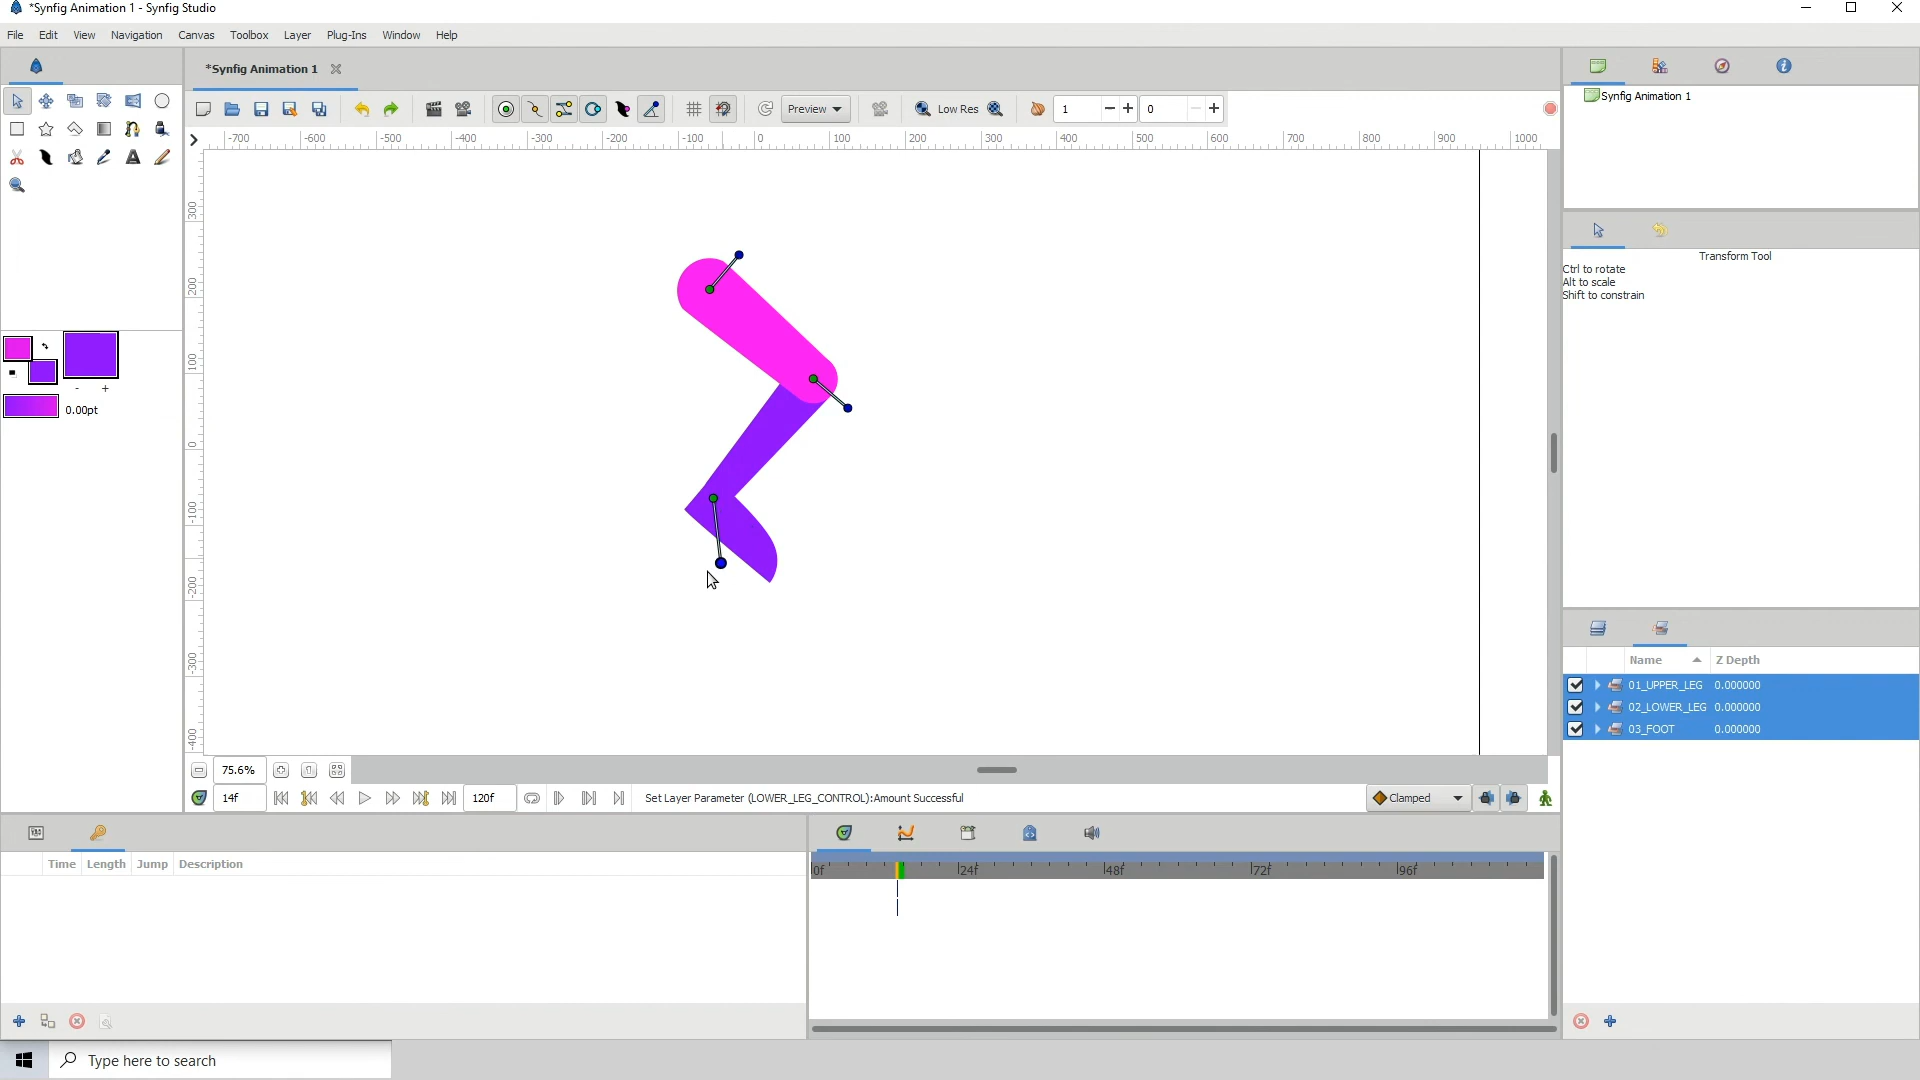 *Synfig Animation 1 - Synfig Studio
File Edit View Navigation Canvas Toolbox Layer Plug-Ins Window Help
*Synfig Animation 1
Preview Low Res 1 0
-700 -600 -500 -400 -300 -200 -100 0 100 200 300 400 500 600 700 800 900 1000
300
200
100
0
-100
-200
-300
-400
0.00pt
Synfig Animation 1
Transform Tool
Ctrl to rotate
Alt to scale
Shift to constrain
Name Z Depth
01_UPPER_LEG 0.000000
02_LOWER_LEG 0.000000
03_FOOT 0.000000
75.6%
14f 120f Set Layer Parameter (LOWER_LEG_CONTROL):Amount Successful Clamped
Time Length Jump Description
0f 24f 48f 72f 96f
Type here to search